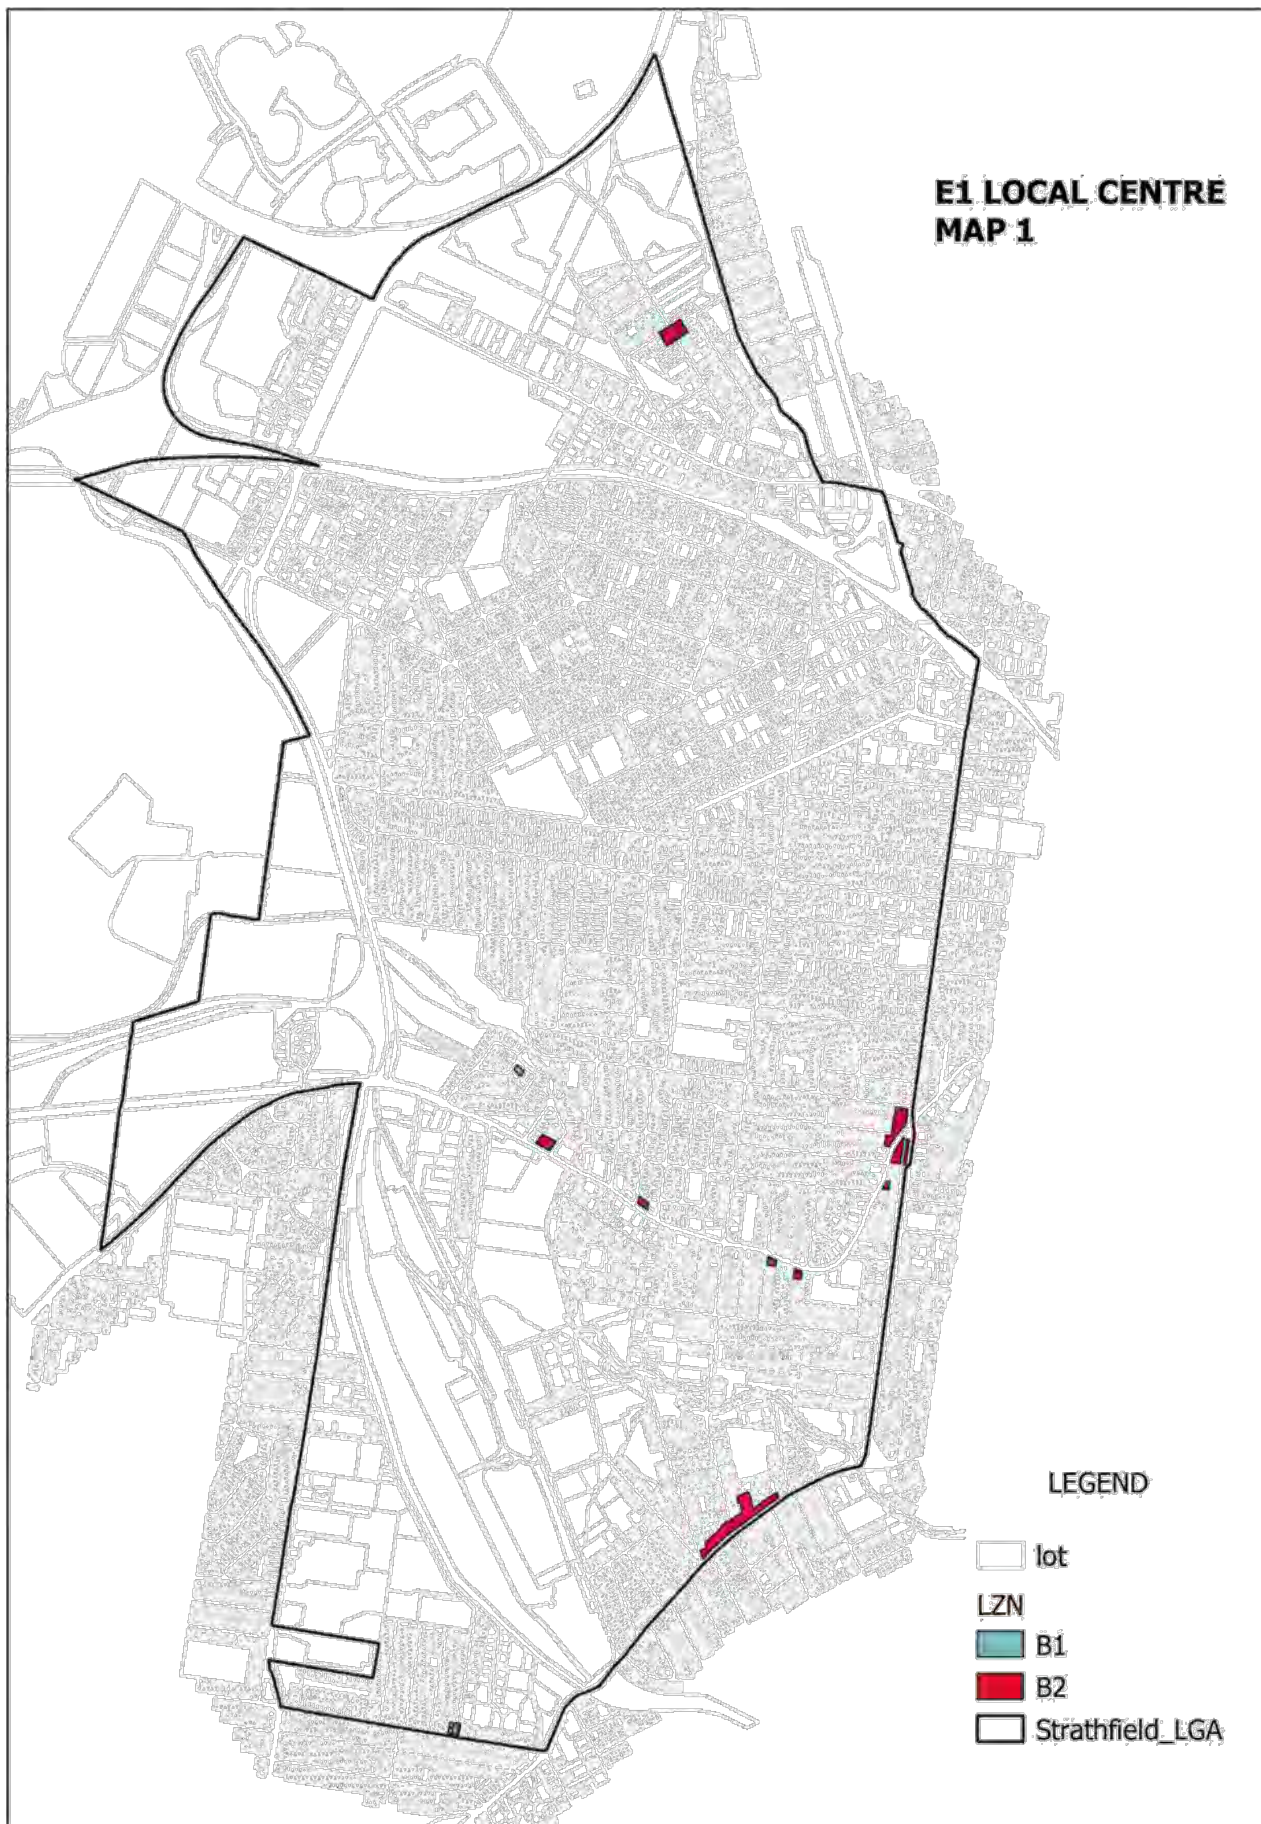 E1 LOCAL CENTRE
MAP 1
LEGEND
lot
LZN
B1
B2
Strathfield_LGA